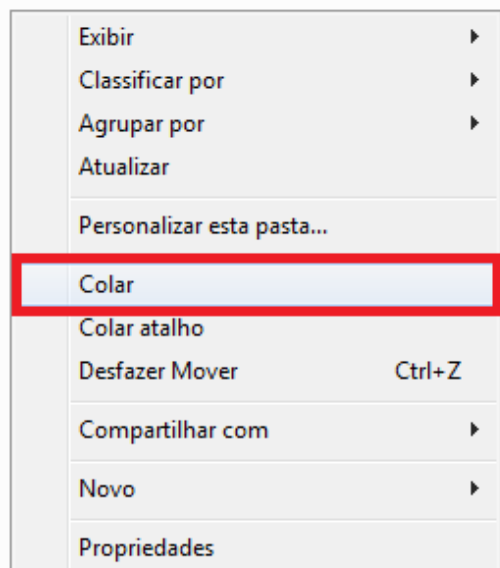 Exibir
Classificar por
Agrupar por
Atualizar
Personalizar esta pasta...
Colar
Colar atalho
Desfazer Mover Ctrl+Z
Compartilhar com
Novo
Propriedades